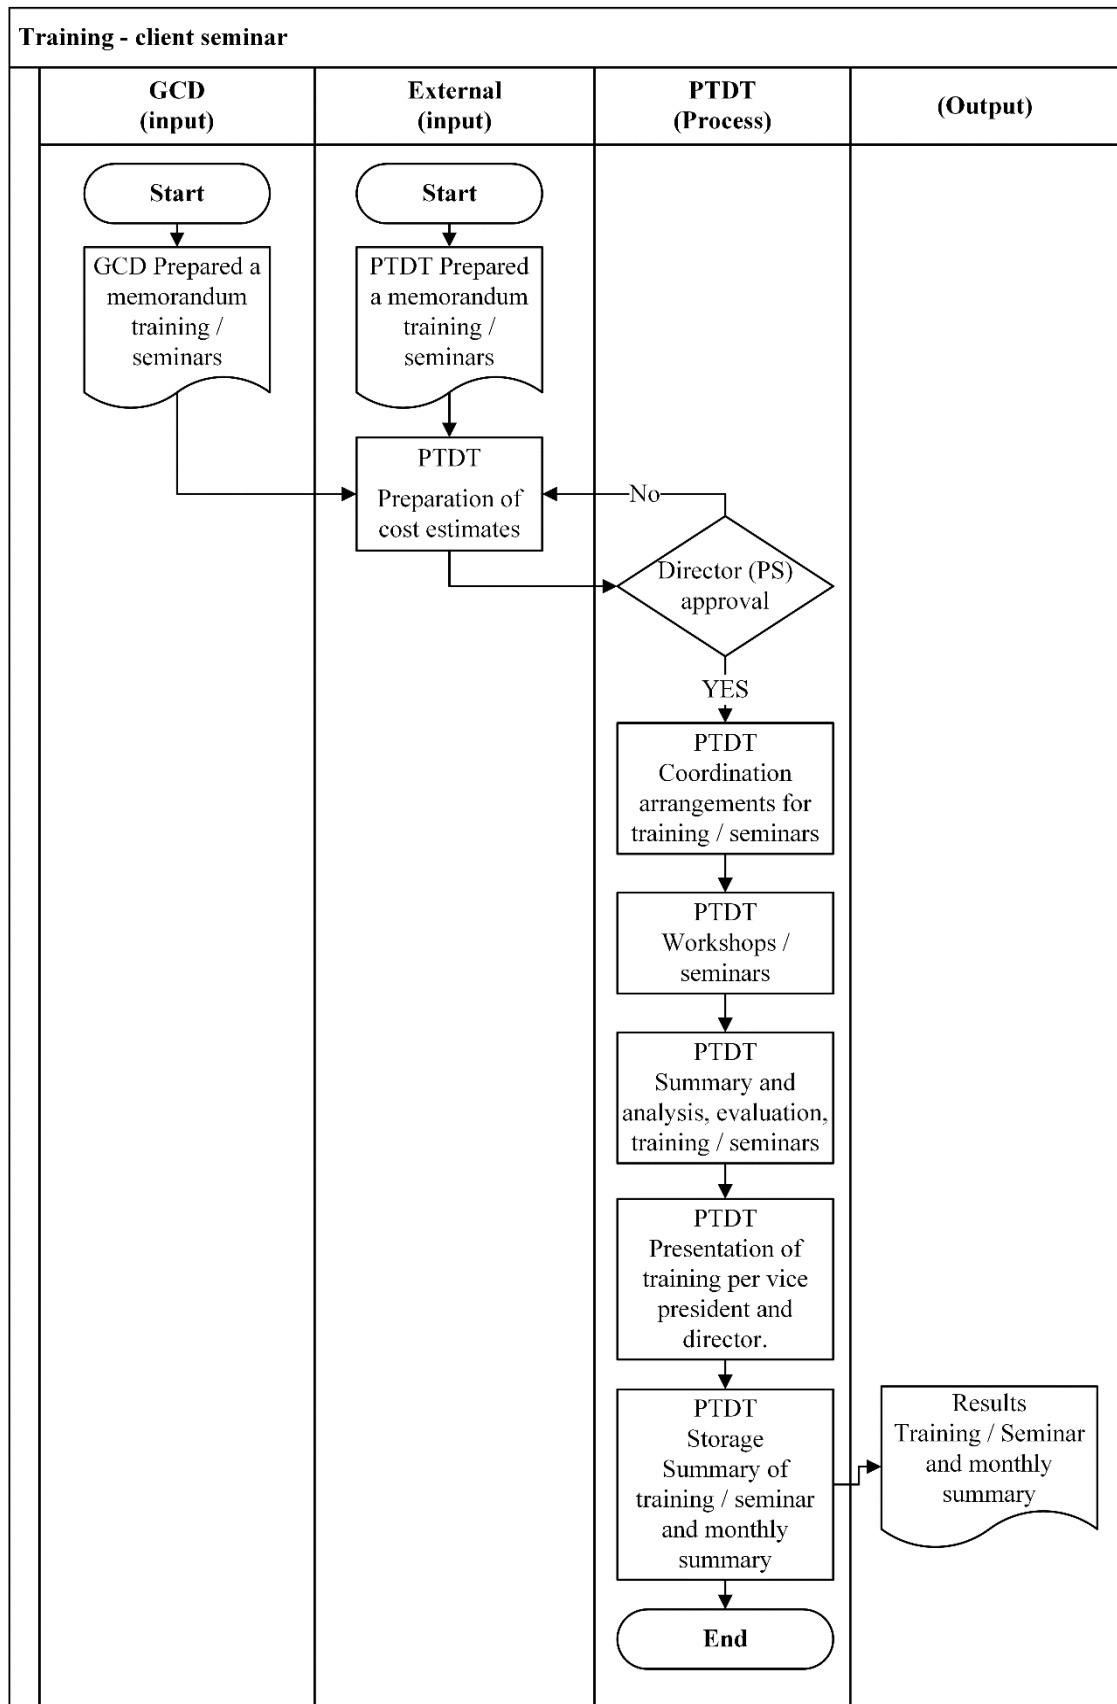 Training - client seminar
GCD
(input)
External
(input)
PTDT
(Process)
(Output)
Start
Start
GCD Prepared a
memorandum
training /
seminars
PTDT Prepared
a memorandum
training /
seminars
PTDT
Preparation of
cost estimates
No
Director (PS)
approval
YES
PTDT
Coordination
arrangements for
training / seminars
PTDT
Workshops /
seminars
PTDT
Summary and
analysis, evaluation,
training / seminars
PTDT
Presentation of
training per vice
president and
director.
PTDT
Storage
Summary of
training / seminar
and monthly
summary
Results
Training / Seminar
and monthly
summary
End